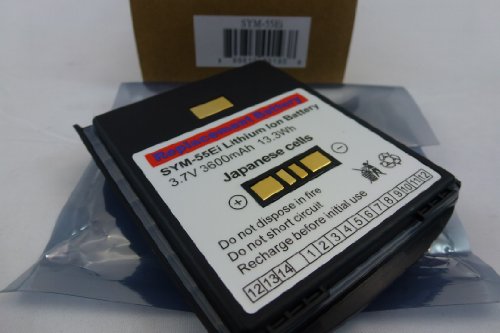 SYM-55Ei
Replacement Battery
SYM-55Ei Lithium Ion Battery
3.7V 3600mAh 13.3Wh
Japanese cells
Do not dispose in fire
Do not short circuit
Recharge before initial use
12 13 14 1 2 3 4 5 6 7 8 9 10 11 12